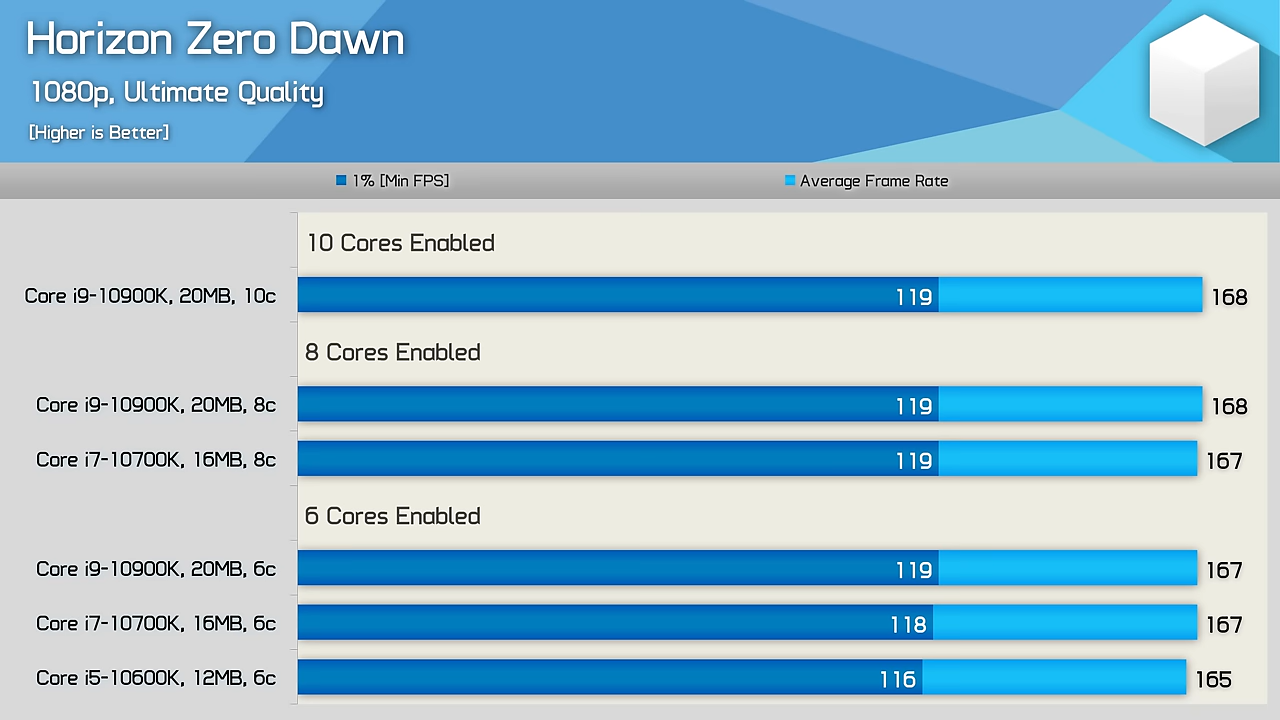 Horizon Zero Dawn
1080p, Ultimate Quality
[Higher is Better]
1% [Min FPS]
Average Frame Rate
10 Cores Enabled
Core i9-10900K, 20MB, 10c
119
168
8 Cores Enabled
Core i9-10900K, 20MB, 8c
119
168
Core i7-10700K, 16MB, 8c
119
167
6 Cores Enabled
Core i9-10900K, 20MB, 6c
119
167
Core i7-10700K, 16MB, 6c
118
167
Core i5-10600K, 12MB, 6c
116
165